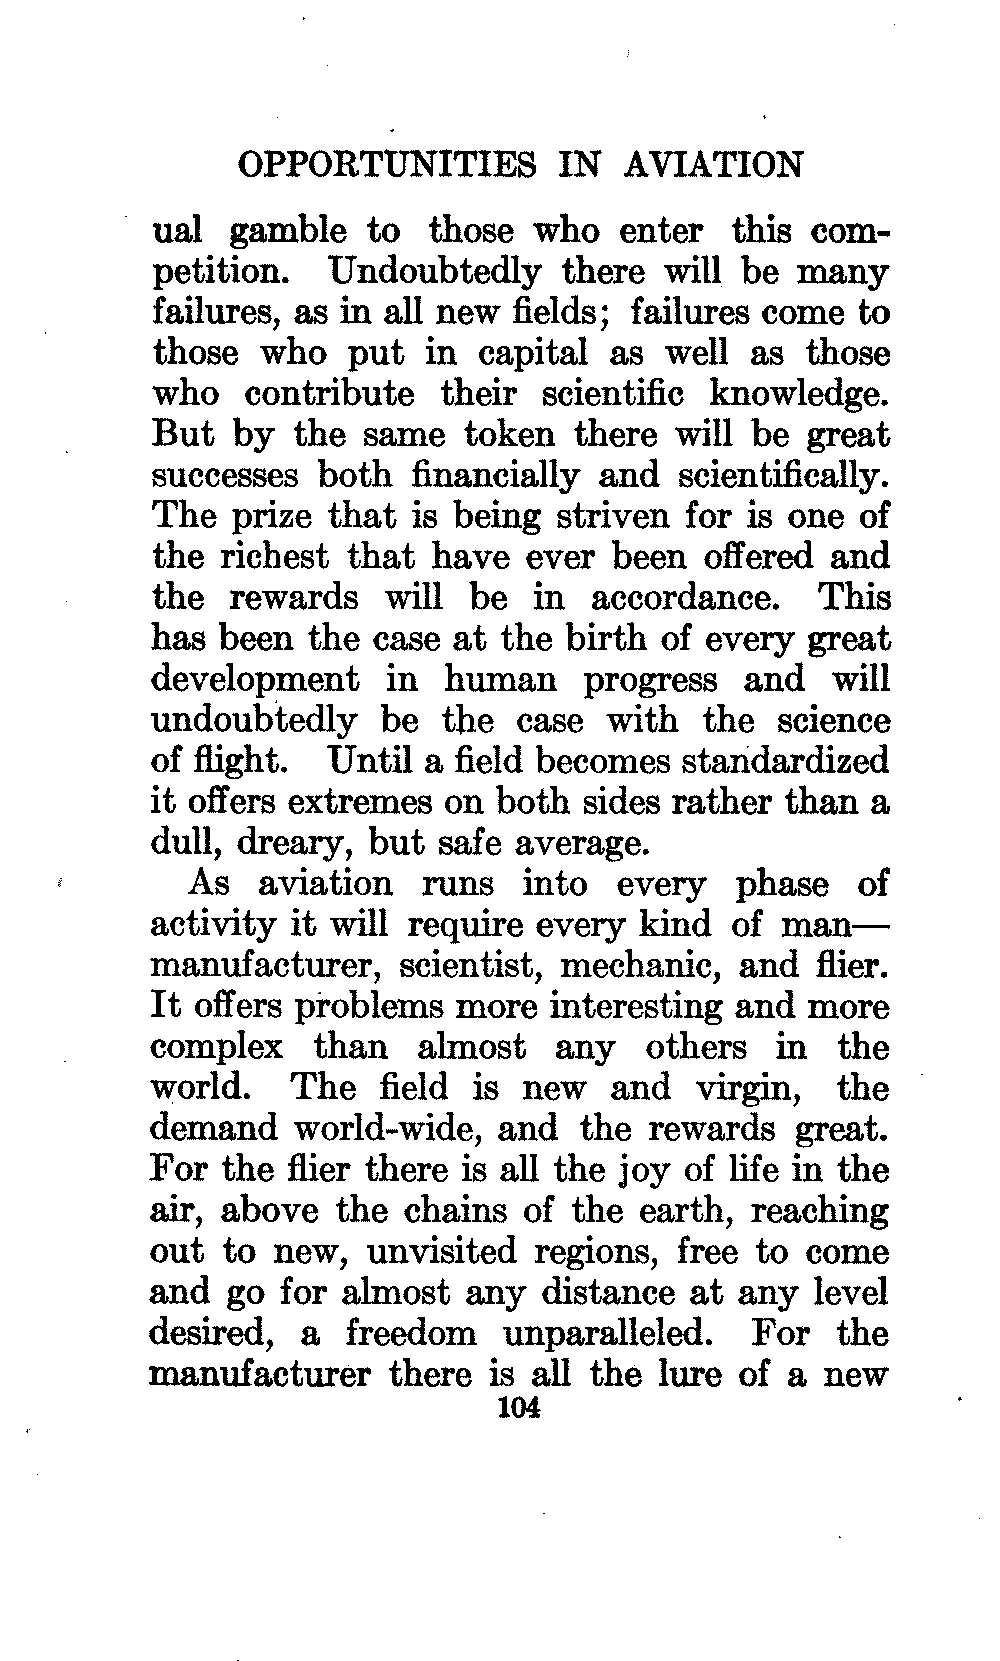 OPPORTUNITIES IN AVIATION
ual gamble to those who enter this com-
petition. Undoubtedly there will be many
failures, as in all new fields; failures come to
those who put in capital as well as those
who contribute their scientific knowledge.
But by the same token there will be great
successes both financially and scientifically.
The prize that is being striven for is one of
the richest that have ever been offered and
the rewards will be in accordance. This
has been the case at the birth of every great
development in human progress and will
undoubtedly be the case with the science
of flight. Until a field becomes standardized
it offers extremes on both sides rather than a
dull, dreary, but safe average.
As aviation runs into every phase of
activity it will require every kind of man—
manufacturer, scientist, mechanic, and flier.
It offers problems more interesting and more
complex than almost any others in the
world. The field is new and virgin, the
demand world-wide, and the rewards great.
For the flier there is all the joy of life in the
air, above the chains of the earth, reaching
out to new, unvisited regions, free to come
and go for almost any distance at any level
desired, a freedom unparalleled. For the
manufacturer there is all the lure of a new
104